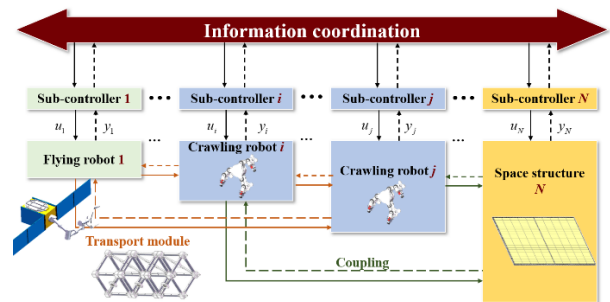 Information coordination
Sub-controller 1
Sub-controller i
Sub-controller j
Sub-controller N
u1
y1
ui
yi
uj
yj
uN
yN
Flying robot 1
Crawling robot i
Crawling robot j
Space structure
N
Transport module
Coupling